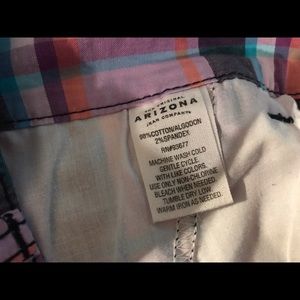 THE ORIGINAL
ARIZONA
JEAN COMPANY
98%COTTON/ALGODON
2%SPANDEX
RN#93677
MACHINE WASH COLD
GENTLE CYCLE.
WITH LIKE COLORS.
USE ONLY NON-CHLORINE
BLEACH WHEN NEEDED.
TUMBLE DRY LOW.
WARM IRON AS NEEDED.